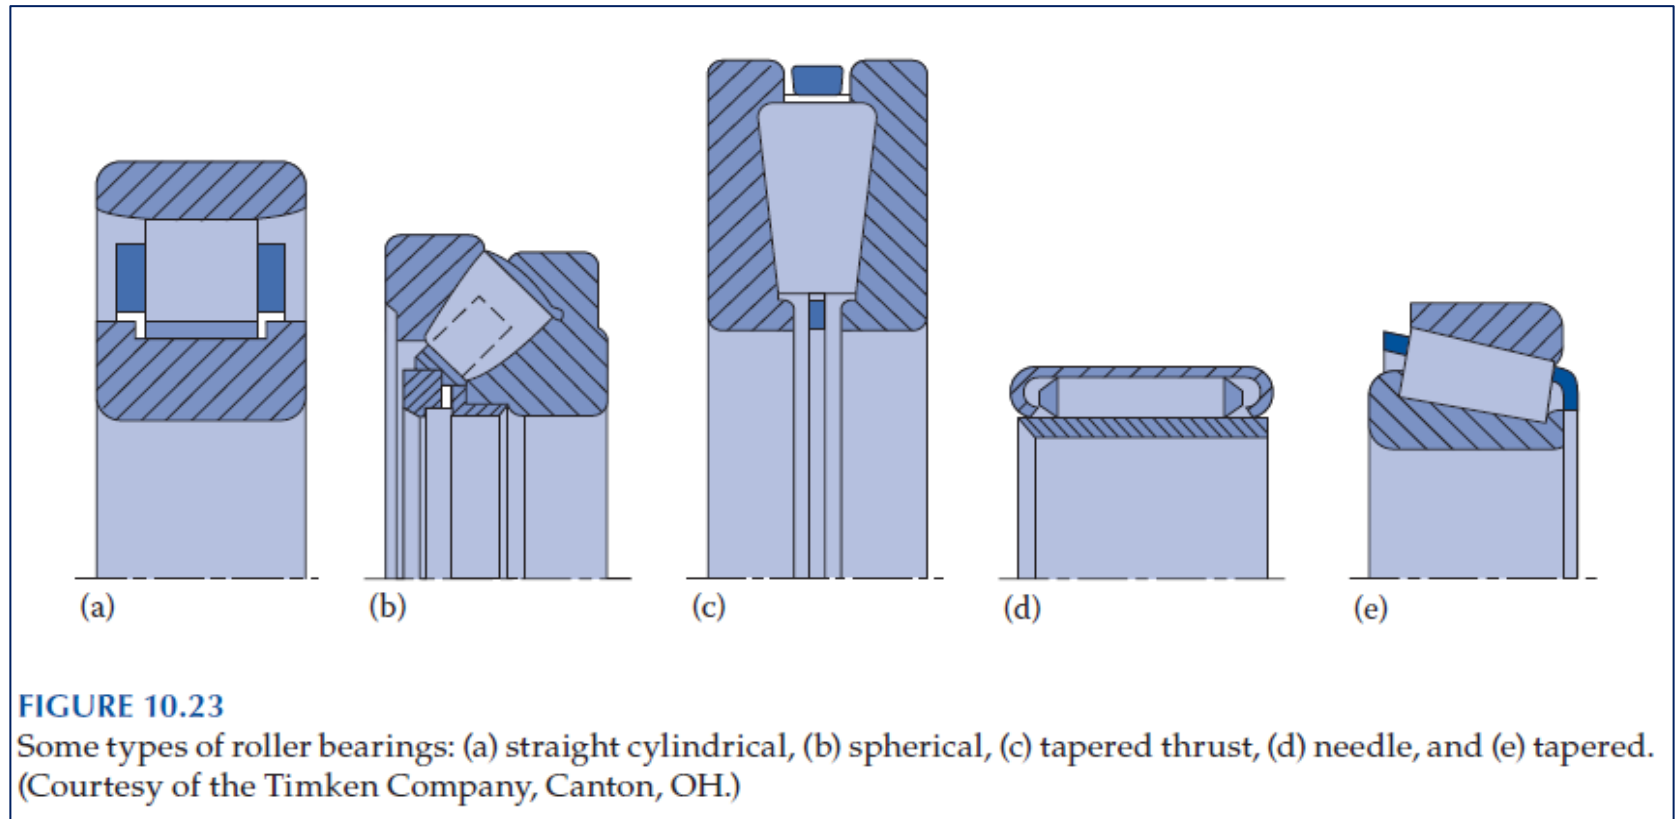 (a)
(b)
(c)
(d)
(e)
FIGURE 10.23
Some types of roller bearings: (a) straight cylindrical, (b) spherical, (c) tapered thrust, (d) needle, and (e) tapered.
(Courtesy of the Timken Company, Canton, OH.)